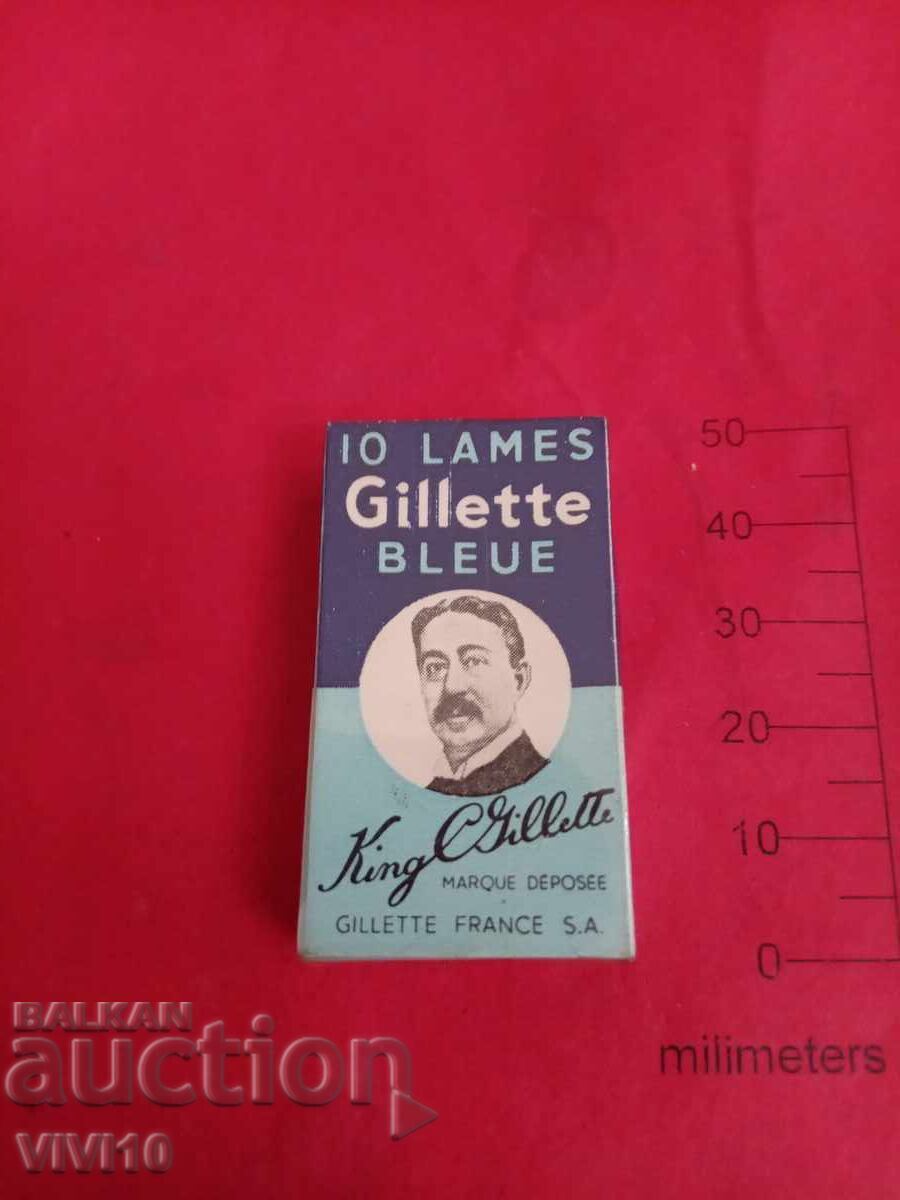 10 LAMES
Gillette
BLEUE
King C Gillette
MARQUE DÉPOSÉE
GILLETTE FRANCE S.A.
50
40
30
20
10
0
milimeters
BALKAN
auction
VIVI10